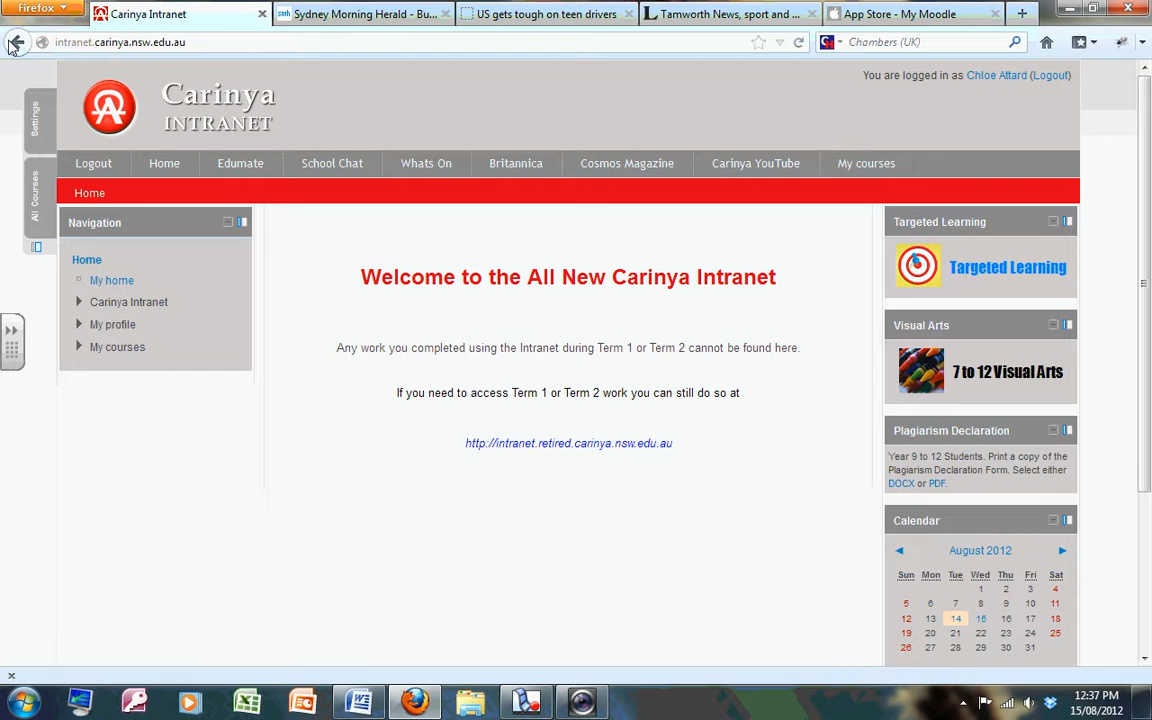 Firefox
Carinya Intranet
Sydney Morning Herald - Bu...
US gets tough on teen drivers
Tamworth News, sport and ...
App Store - My Moodle
intranet.carinya.nsw.edu.au
Chambers (UK)
You are logged in as Chloe Attard (Logout)
Carinya
INTRANET
Settings
All Courses
Logout Home Edumate School Chat Whats On Britannica Cosmos Magazine Carinya YouTube My courses
Home
Navigation
Home
My home
Carinya Intranet
My profile
My courses
Welcome to the All New Carinya Intranet
Any work you completed using the Intranet during Term 1 or Term 2 cannot be found here.
If you need to access Term 1 or Term 2 work you can still do so at
http://intranet.retired.carinya.nsw.edu.au
Targeted Learning
Targeted Learning
Visual Arts
7 to 12 Visual Arts
Plagiarism Declaration
Year 9 to 12 Students. Print a copy of the
Plagiarism Declaration Form. Select either
DOCX or PDF.
Calendar
August 2012
Sun Mon Tue Wed Thu Fri Sat
1 2 3 4
5 6 7 8 9 10 11
12 13 14 15 16 17 18
19 20 21 22 23 24 25
26 27 28 29 30 31
12:37 PM
15/08/2012